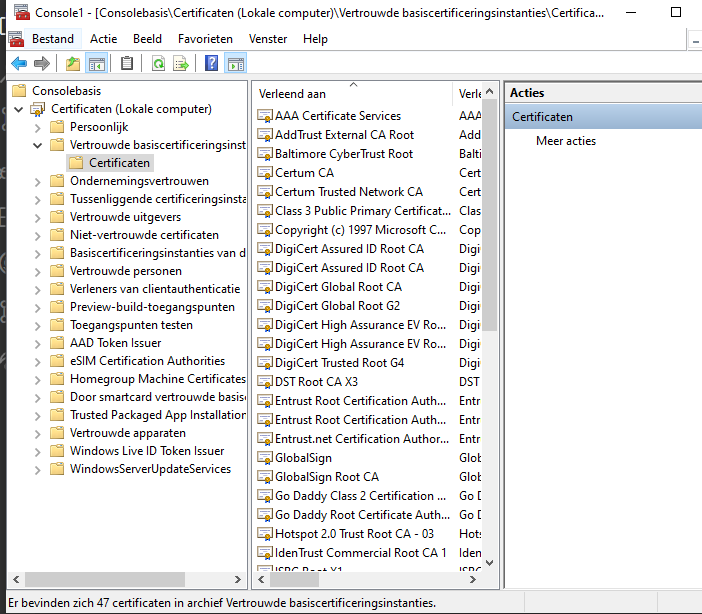 Console1 - [Consolebasis\Certificaten (Lokale computer)\Vertrouwde basiscertificeringsinstanties\Certifica...
Bestand Actie Beeld Favorieten Venster Help
Consolebasis
Certificaten (Lokale computer)
Persoonlijk
Vertrouwde basiscertificeringsinst
Certificaten
Ondernemingsvertrouwen
Tussenliggende certificeringsinsta
Vertrouwde uitgevers
Niet-vertrouwde certificaten
Basiscertificeringsinstanties van d
Vertrouwde personen
Verleners van clientauthenticatie
Preview-build-toegangspunten
Toegangspunten testen
AAD Token Issuer
eSIM Certification Authorities
Homegroup Machine Certificates
Door smartcard vertrouwde basis
Trusted Packaged App Installation
Vertrouwde apparaten
Windows Live ID Token Issuer
WindowsServerUpdateServices
Verleend aan Verle
AAA Certificate Services AAA
AddTrust External CA Root Add
Baltimore CyberTrust Root Balti
Certum CA Cert
Certum Trusted Network CA Cert
Class 3 Public Primary Certificat... Clas
Copyright (c) 1997 Microsoft C... Cop
DigiCert Assured ID Root CA Digi
DigiCert Assured ID Root CA Digi
DigiCert Global Root CA Digi
DigiCert Global Root G2 Digi
DigiCert High Assurance EV Ro... Digi
DigiCert High Assurance EV Ro... Digi
DigiCert Trusted Root G4 Digi
DST Root CA X3 DST
Entrust Root Certification Auth... Entr
Entrust Root Certification Auth... Entr
Entrust.net Certification Author... Entr
GlobalSign Glob
GlobalSign Root CA Glob
Go Daddy Class 2 Certification ... Go D
Go Daddy Root Certificate Auth... Go D
Hotspot 2.0 Trust Root CA - 03 Hots
IdenTrust Commercial Root CA 1 Iden
ISRG Root X1
Acties
Certificaten
Meer acties
Er bevinden zich 47 certificaten in archief Vertrouwde basiscertificeringsinstanties.